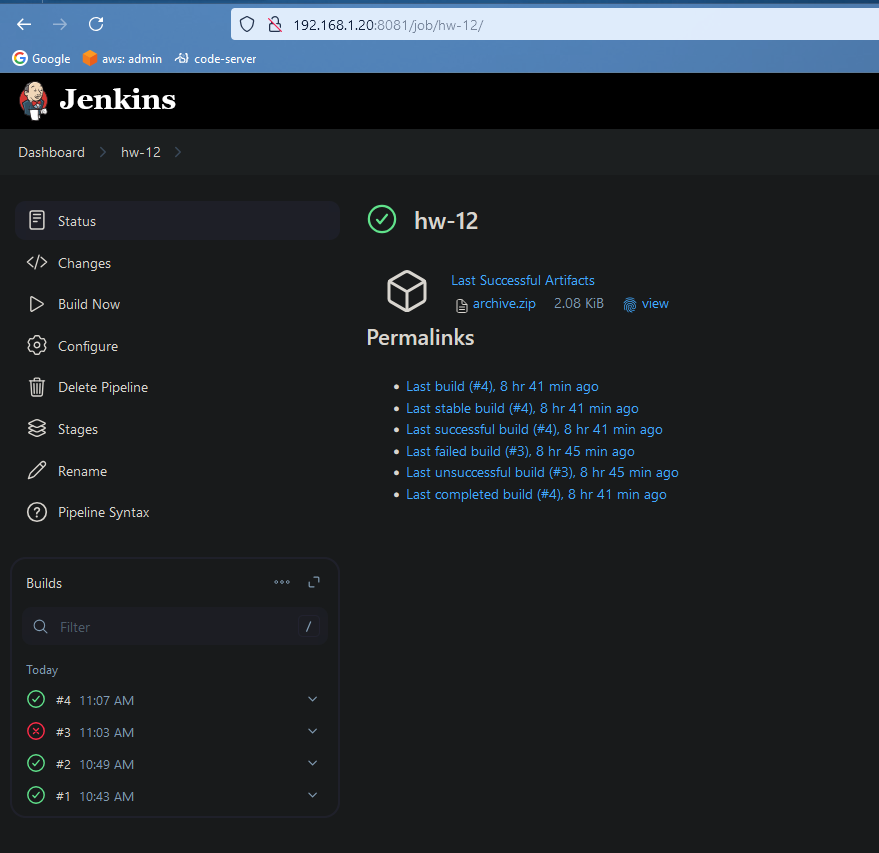 192.168.1.20:8081/job/hw-12/
Google aws: admin code-server
Jenkins
Dashboard hw-12
Status
Changes
Build Now
Configure
Delete Pipeline
Stages
Rename
Pipeline Syntax
hw-12
Last Successful Artifacts
archive.zip 2.08 KiB view
Permalinks
Last build (#4), 8 hr 41 min ago
Last stable build (#4), 8 hr 41 min ago
Last successful build (#4), 8 hr 41 min ago
Last failed build (#3), 8 hr 45 min ago
Last unsuccessful build (#3), 8 hr 45 min ago
Last completed build (#4), 8 hr 41 min ago
Builds
Filter /
Today
#4 11:07 AM
#3 11:03 AM
#2 10:49 AM
#1 10:43 AM